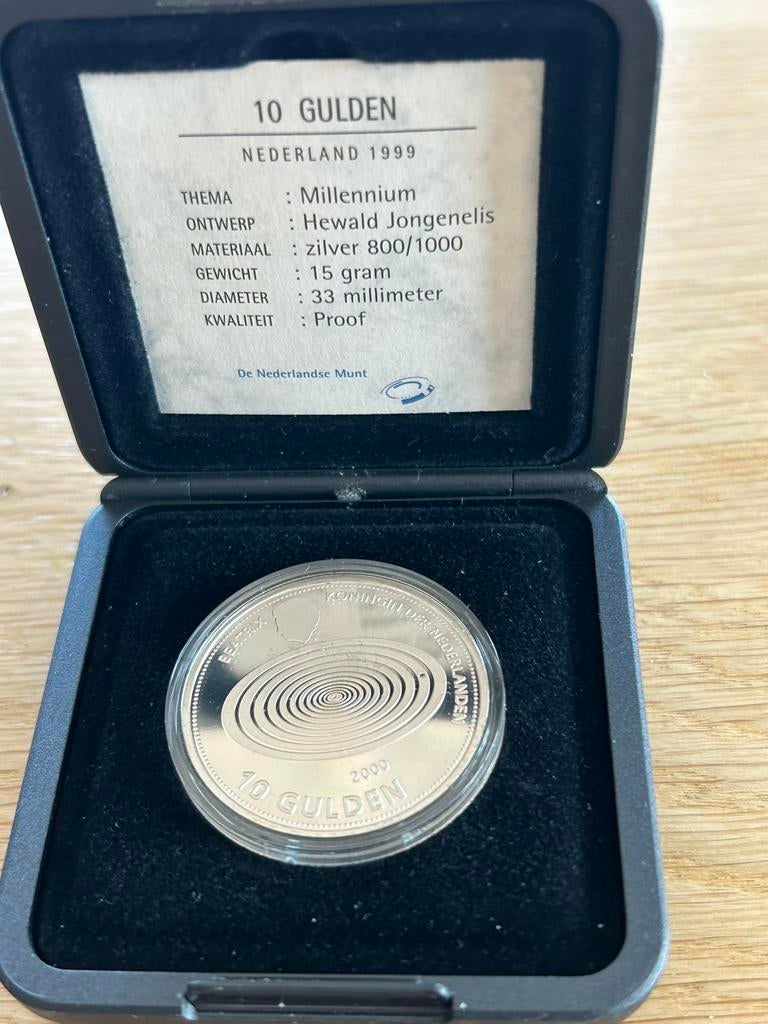 10 GULDEN
NEDERLAND 1999
THEMA : Millennium
ONTWERP : Hewald Jongenelis
MATERIAAL : zilver 800/1000
GEWICHT : 15 gram
DIAMETER : 33 millimeter
KWALITEIT : Proof
De Nederlandse Munt
BEATRIX KONINGIN DER NEDERLANDEN
2000
10 GULDEN